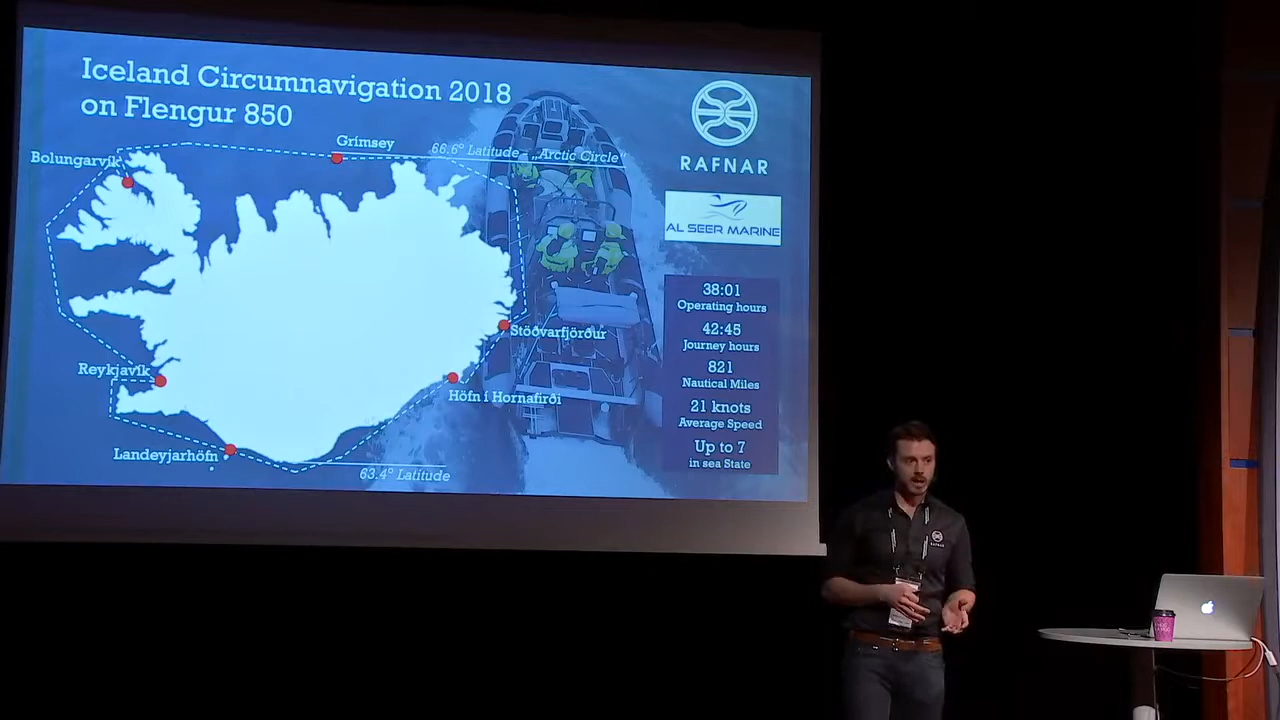 Iceland Circumnavigation 2018
on Flengur 850
Grímsey
66.6° Latitude - „Arctic Circle"
Bolungarvík
Stöðvarfjörður
Reykjavík
Höfn í Hornafirði
Landeyjarhöfn
63.4° Latitude
RAFNAR
AL SEER MARINE
38:01
Operating hours
42:45
Journey hours
821
Nautical Miles
21 knots
Average Speed
Up to 7
in sea State
RAFNAR